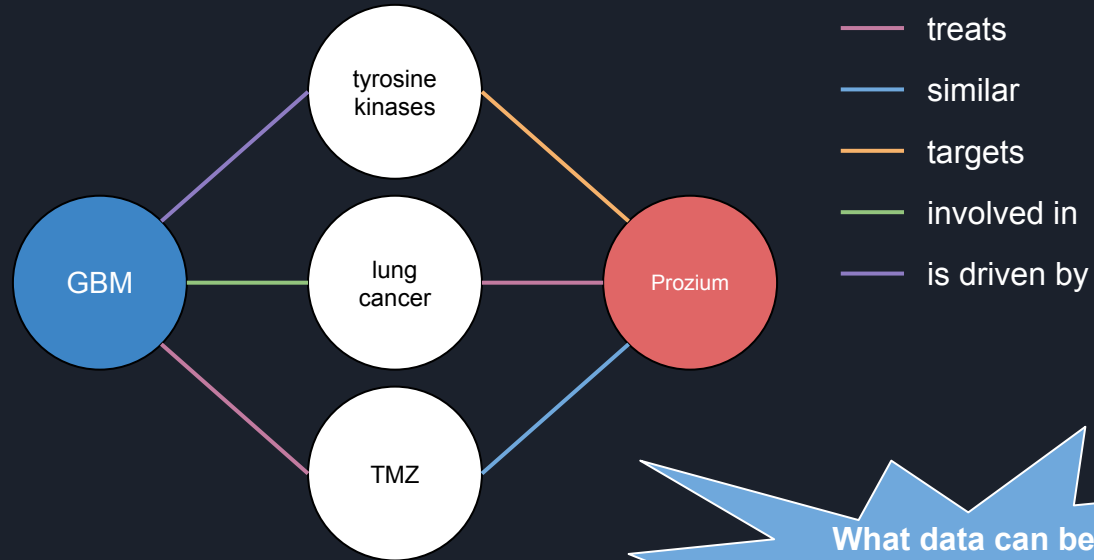 tyrosine
kinases
GBM
lung
cancer
Prozium
TMZ
treats
similar
targets
involved in
is driven by
What data can be